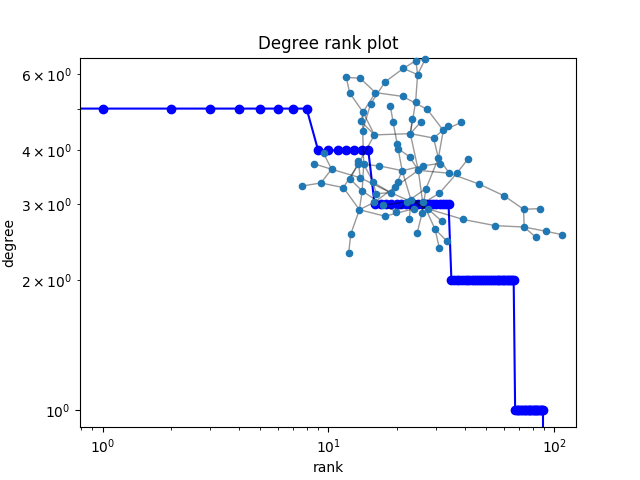 Degree rank plot
6 × 10⁰
4 × 10⁰
3 × 10⁰
2 × 10⁰
10⁰
degree
10⁰ 10¹ 10²
rank